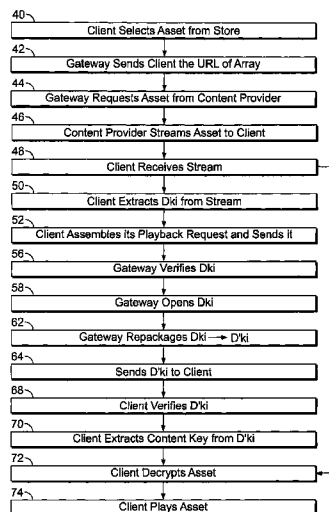 40
Client Selects Asset from Store
42
Gateway Sends Client the URL of Array
44
Gateway Requests Asset from Content Provider
46
Content Provider Streams Asset to Client
48
Client Receives Stream
50
Client Extracts Dki from Stream
52
Client Assembles its Playback Request and Sends it
56
Gateway Verifies Dki
58
Gateway Opens Dki
62
Gateway Repackages Dki → D'ki
64
Sends D'ki to Client
68
Client Verifies D'ki
70
Client Extracts Content Key from D'ki
72
Client Decrypts Asset
74
Client Plays Asset